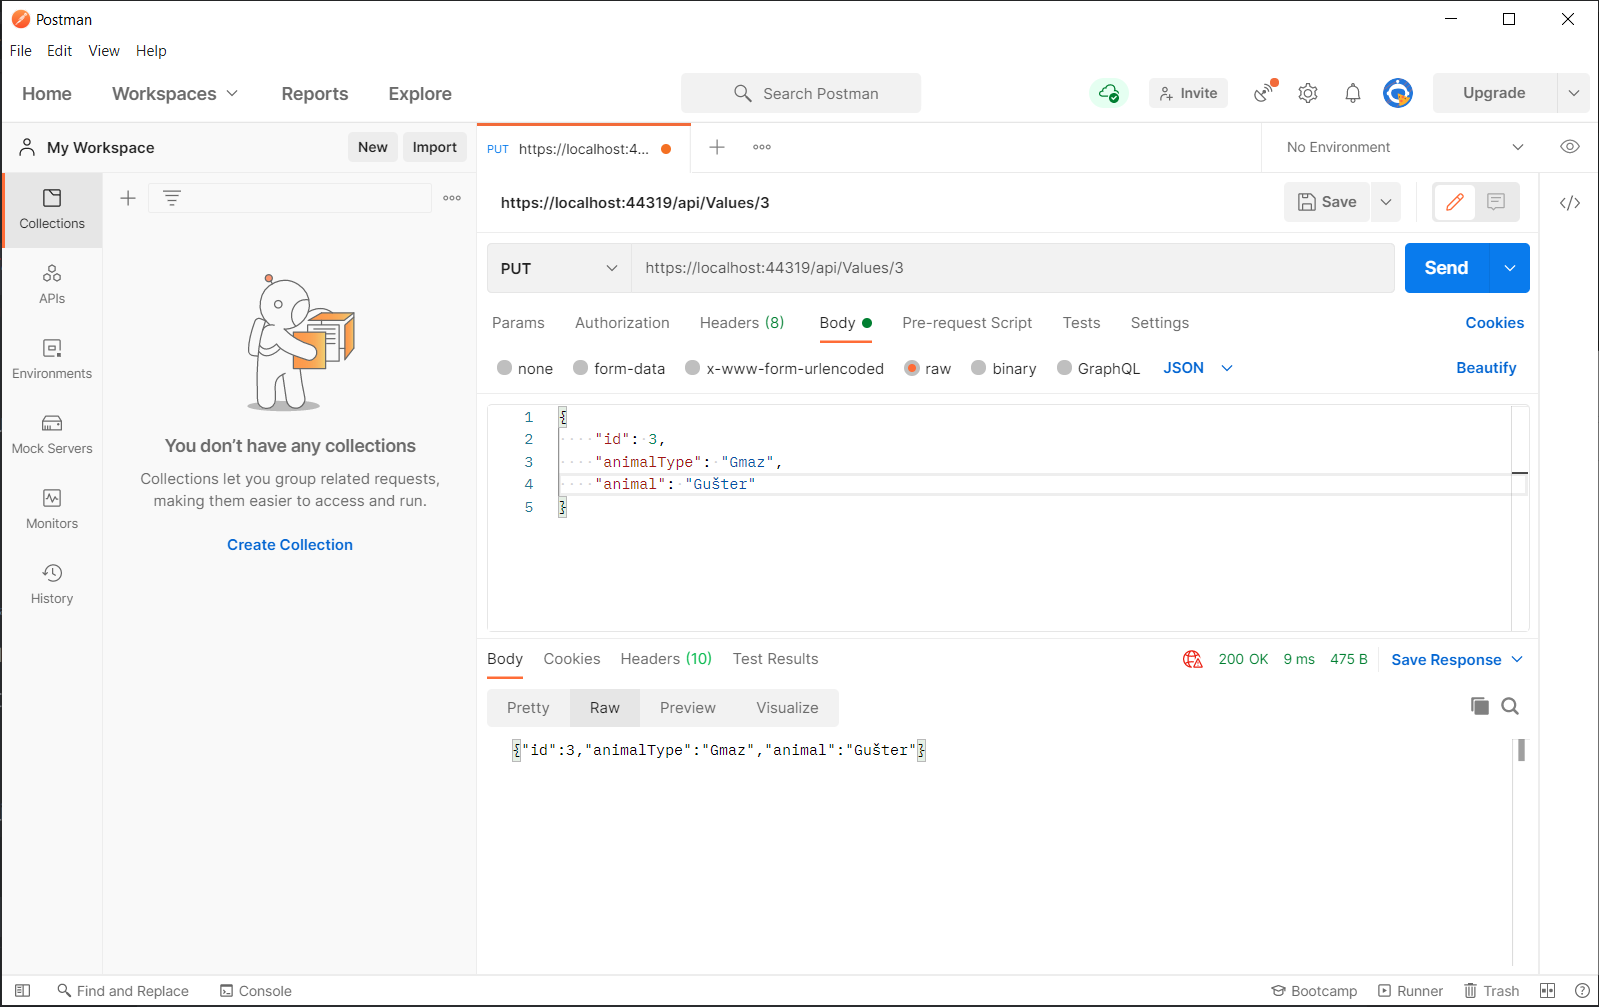 Postman
File Edit View Help
Home Workspaces Reports Explore Search Postman Invite Upgrade
My Workspace New Import PUT https://localhost:4... No Environment
Collections
APIs
Environments
Mock Servers
Monitors
History
You don’t have any collections
Collections let you group related requests,
making them easier to access and run.
Create Collection
https://localhost:44319/api/Values/3 Save
PUT https://localhost:44319/api/Values/3 Send
Params Authorization Headers (8) Body Pre-request Script Tests Settings Cookies
none form-data x-www-form-urlencoded raw binary GraphQL JSON Beautify
1 {
2 "id": 3,
3 "animalType": "Gmaz",
4 "animal": "Gušter"
5 }
Body Cookies Headers (10) Test Results 200 OK 9 ms 475 B Save Response
Pretty Raw Preview Visualize
{"id":3,"animalType":"Gmaz","animal":"Gušter"}
Find and Replace Console Bootcamp Runner Trash